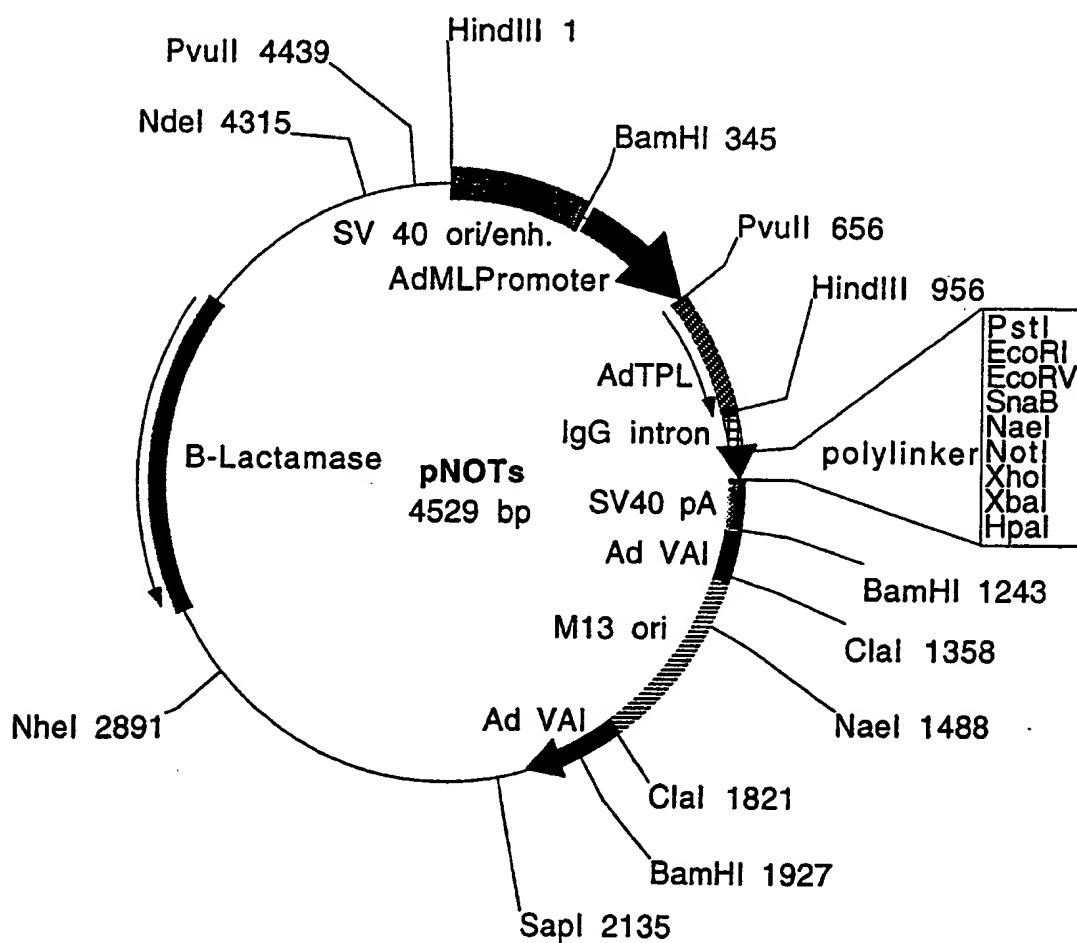 HindIII 1
PvuII 4439
NdeI 4315
BamHI 345
SV 40 ori/enh.
PvuII 656
AdMLPromoter
HindIII 956
PstI
EcoRI
EcoRV
SnaB
NaeI
NotI
XhoI
XbaI
HpaI
AdTPL
IgG intron
polylinker
B-Lactamase
pNOTs
4529 bp
SV40 pA
Ad VAI
BamHI 1243
M13 ori
ClaI 1358
NheI 2891
Ad VAI
NaeI 1488
ClaI 1821
BamHI 1927
SapI 2135